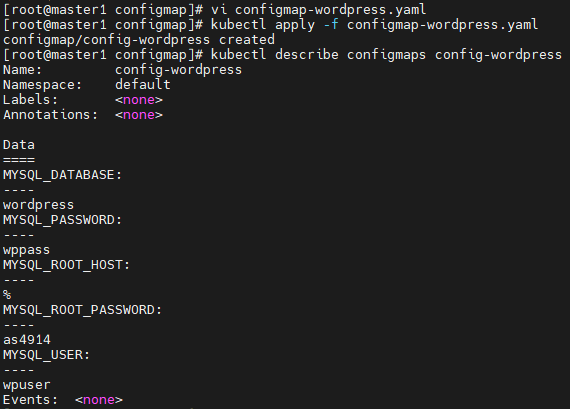 [root@master1 configmap]# vi configmap-wordpress.yaml
[root@master1 configmap]# kubectl apply -f configmap-wordpress.yaml
configmap/config-wordpress created
[root@master1 configmap]# kubectl describe configmaps config-wordpress
Name:         config-wordpress
Namespace:    default
Labels:       <none>
Annotations:  <none>

Data
====
MYSQL_DATABASE:
----
wordpress
MYSQL_PASSWORD:
----
wppass
MYSQL_ROOT_HOST:
----
%
MYSQL_ROOT_PASSWORD:
----
as4914
MYSQL_USER:
----
wpuser
Events:  <none>